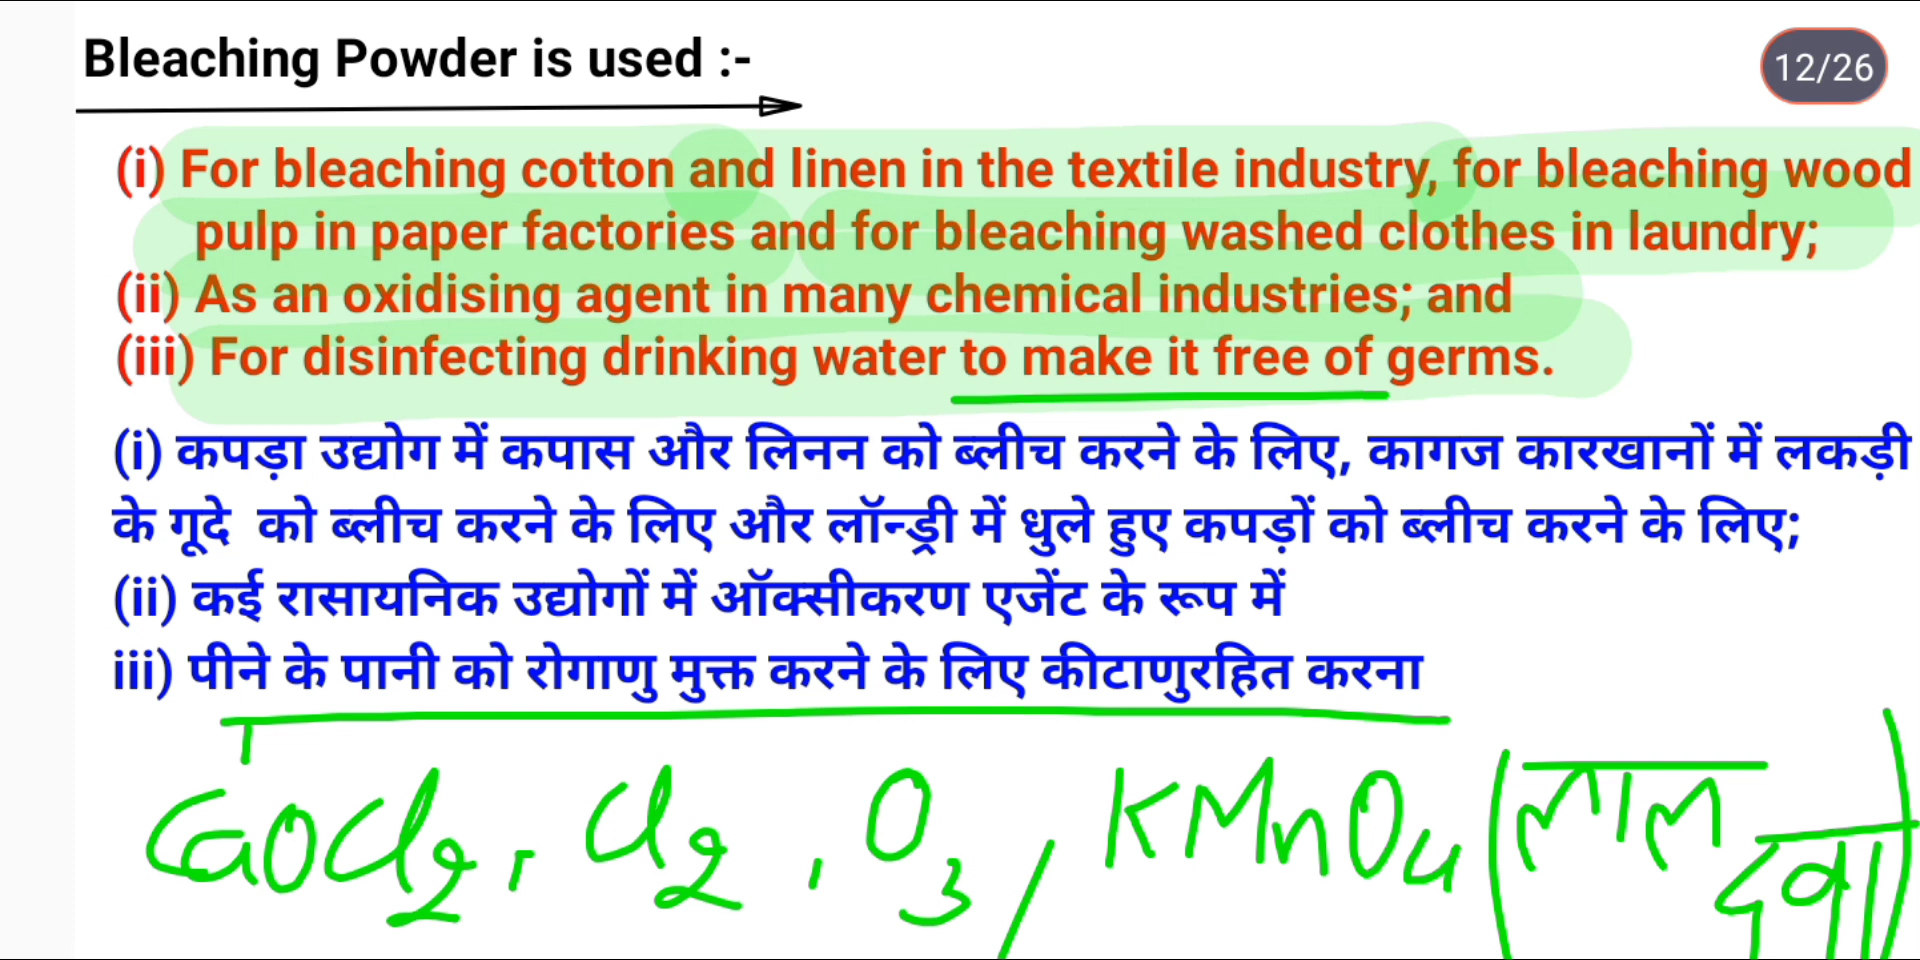 Bleaching Powder is used :-
12/26
(i) For bleaching cotton and linen in the textile industry, for bleaching wood
pulp in paper factories and for bleaching washed clothes in laundry;
(ii) As an oxidising agent in many chemical industries; and
(iii) For disinfecting drinking water to make it free of germs.
(i) कपड़ा उद्योग में कपास और लिनन को ब्लीच करने के लिए, कागज कारखानों में लकड़ी
के गूदे को ब्लीच करने के लिए और लॉन्ड्री में धुले हुए कपड़ों को ब्लीच करने के लिए;
(ii) कई रासायनिक उद्योगों में ऑक्सीकरण एजेंट के रूप में
iii) पीने के पानी को रोगाणु मुक्त करने के लिए कीटाणुरहित करना
CaOCl2, Cl2, O3, KMnO4 (लाल
दवा)